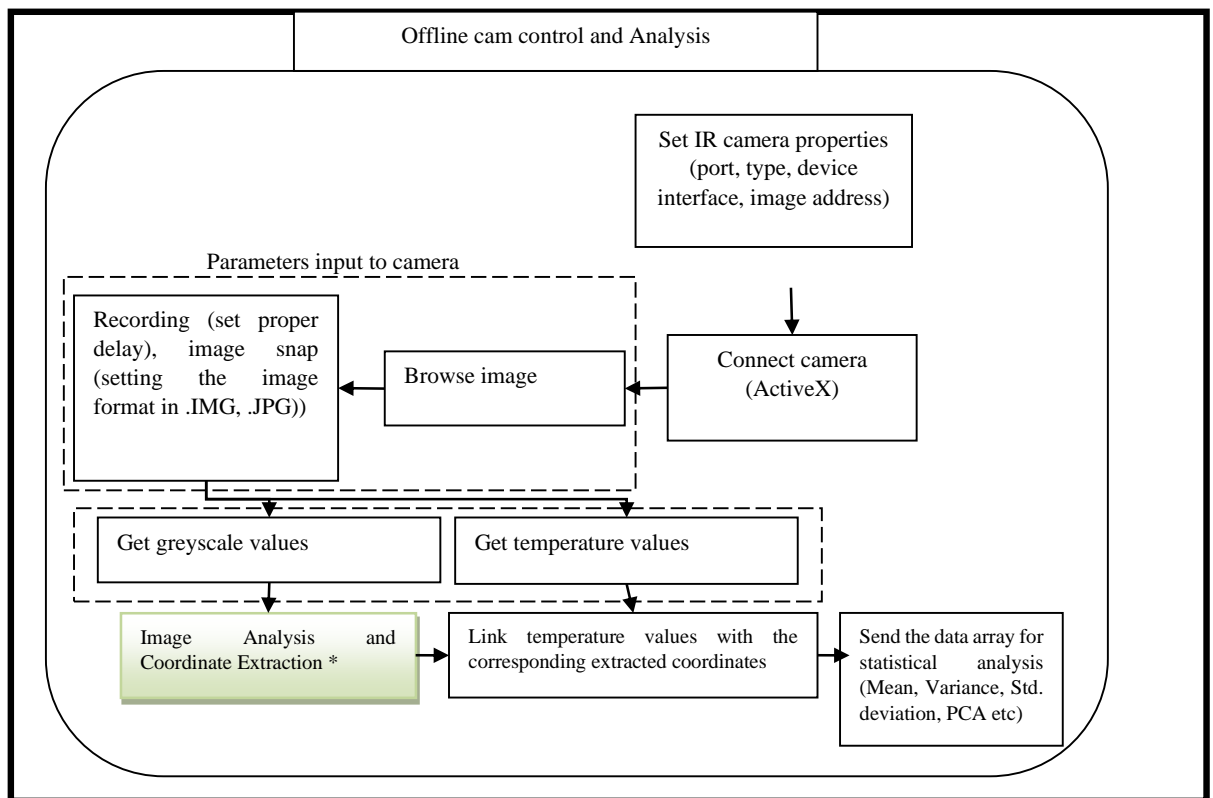 Offline cam control and Analysis
Set IR camera properties
(port, type, device
interface, image address)
Parameters input to camera
Recording (set proper
delay), image snap
(setting the image
format in .IMG, .JPG))
Browse image
Connect camera
(ActiveX)
Get greyscale values
Get temperature values
Image Analysis and
Coordinate Extraction *
Link temperature values with the
corresponding extracted coordinates
Send the data array for
statistical analysis
(Mean, Variance, Std.
deviation, PCA etc)